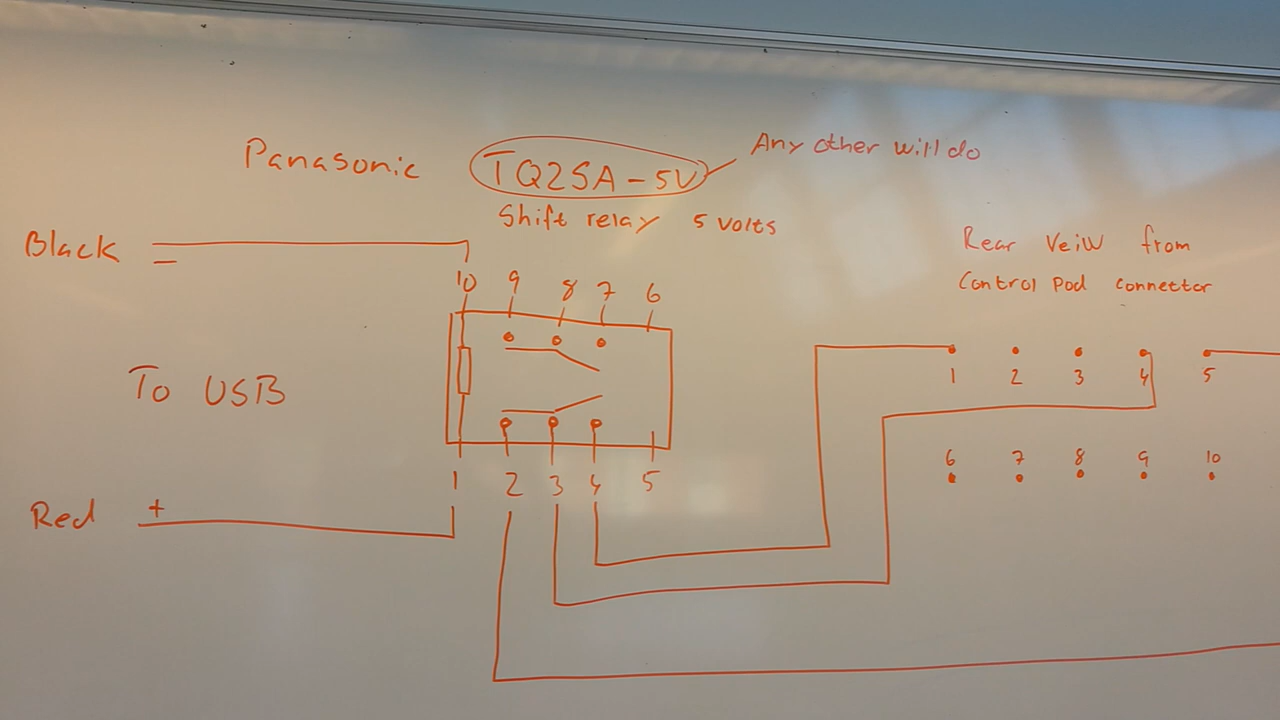 Panasonic TQ2SA-5V Any other will do
Shift relay 5 volts
Black =
Rear Veiw from
Control Pod connector
10 9 8 7 6
1 2 3 4 5
To USB
6 7 8 9 10
1 2 3 4 5
Red +